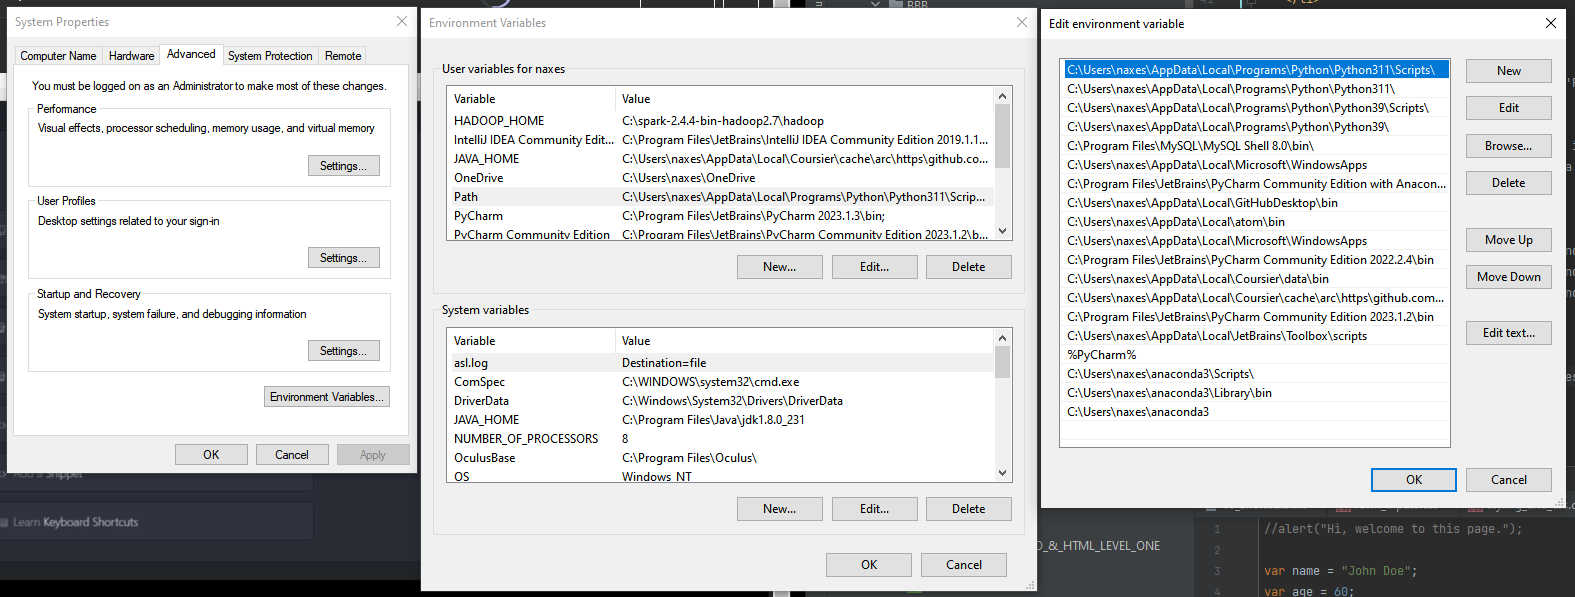 System Properties
Computer Name
Hardware
Advanced
System Protection
Remote
You must be logged on as an Administrator to make most of these changes.
Performance
Visual effects, processor scheduling, memory usage, and virtual memory
Settings...
User Profiles
Desktop settings related to your sign-in
Settings...
Startup and Recovery
System startup, system failure, and debugging information
Settings...
Environment Variables...
OK
Cancel
Apply
Learn Keyboard Shortcuts
Environment Variables
User variables for naxes
Variable Value
HADOOP_HOME C:\spark-2.4.4-bin-hadoop2.7\hadoop
IntelliJ IDEA Community Edit... C:\Program Files\JetBrains\IntelliJ IDEA Community Edition 2019.1.1...
JAVA_HOME C:\Users\naxes\AppData\Local\Coursier\cache\arc\https\github.co...
OneDrive C:\Users\naxes\OneDrive
Path C:\Users\naxes\AppData\Local\Programs\Python\Python311\Scrip...
PyCharm C:\Program Files\JetBrains\PyCharm 2023.1.3\bin;
PyCharm Community Edition C:\Program Files\JetBrains\PyCharm Community Edition 2023.1.2\b...
New...
Edit...
Delete
System variables
Variable Value
asl.log Destination=file
ComSpec C:\WINDOWS\system32\cmd.exe
DriverData C:\Windows\System32\Drivers\DriverData
JAVA_HOME C:\Program Files\Java\jdk1.8.0_231
NUMBER_OF_PROCESSORS 8
OculusBase C:\Program Files\Oculus\
OS Windows_NT
New...
Edit...
Delete
OK
Cancel
BBB
Edit environment variable
C:\Users\naxes\AppData\Local\Programs\Python\Python311\Scripts\
C:\Users\naxes\AppData\Local\Programs\Python\Python311\
C:\Users\naxes\AppData\Local\Programs\Python\Python39\Scripts\
C:\Users\naxes\AppData\Local\Programs\Python\Python39\
C:\Program Files\MySQL\MySQL Shell 8.0\bin\
C:\Users\naxes\AppData\Local\Microsoft\WindowsApps
C:\Program Files\JetBrains\PyCharm Community Edition with Anacon...
C:\Users\naxes\AppData\Local\GitHubDesktop\bin
C:\Users\naxes\AppData\Local\atom\bin
C:\Users\naxes\AppData\Local\Microsoft\WindowsApps
C:\Program Files\JetBrains\PyCharm Community Edition 2022.2.4\bin
C:\Users\naxes\AppData\Local\Coursier\data\bin
C:\Users\naxes\AppData\Local\Coursier\cache\arc\https\github.com...
C:\Program Files\JetBrains\PyCharm Community Edition 2023.1.2\bin
C:\Users\naxes\AppData\Local\JetBrains\Toolbox\scripts
%PyCharm%
C:\Users\naxes\anaconda3\Scripts\
C:\Users\naxes\anaconda3\Library\bin
C:\Users\naxes\anaconda3
New
Edit
Browse...
Delete
Move Up
Move Down
Edit text...
OK
Cancel
D_&_HTML_LEVEL_ONE
1 //alert("Hi, welcome to this page.");
2
3 var name = "John Doe";
4 var age = 60;